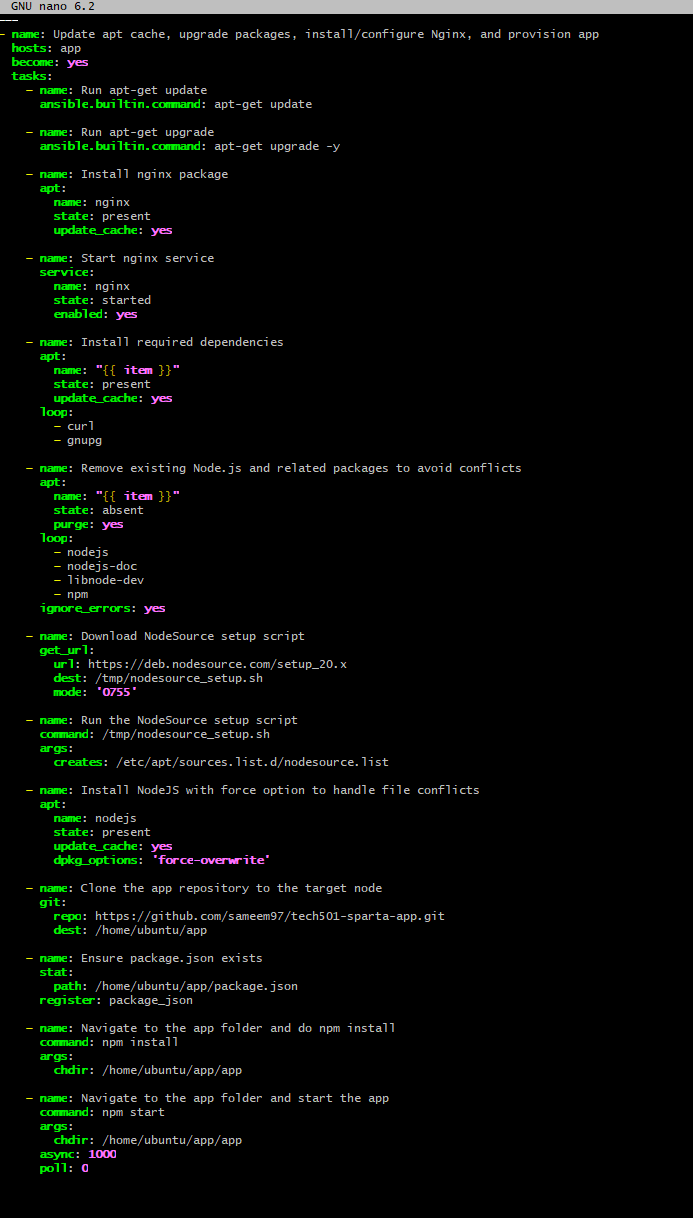 GNU nano 6.2
---
- name: Update apt cache, upgrade packages, install/configure Nginx, and provision app
  hosts: app
  become: yes
  tasks:
    - name: Run apt-get update
      ansible.builtin.command: apt-get update

    - name: Run apt-get upgrade
      ansible.builtin.command: apt-get upgrade -y

    - name: Install nginx package
      apt:
        name: nginx
        state: present
        update_cache: yes

    - name: Start nginx service
      service:
        name: nginx
        state: started
        enabled: yes

    - name: Install required dependencies
      apt:
        name: "{{ item }}"
        state: present
        update_cache: yes
      loop:
        - curl
        - gnupg

    - name: Remove existing Node.js and related packages to avoid conflicts
      apt:
        name: "{{ item }}"
        state: absent
        purge: yes
      loop:
        - nodejs
        - nodejs-doc
        - libnode-dev
        - npm
      ignore_errors: yes

    - name: Download NodeSource setup script
      get_url:
        url: https://deb.nodesource.com/setup_20.x
        dest: /tmp/nodesource_setup.sh
        mode: '0755'

    - name: Run the NodeSource setup script
      command: /tmp/nodesource_setup.sh
      args:
        creates: /etc/apt/sources.list.d/nodesource.list

    - name: Install NodeJS with force option to handle file conflicts
      apt:
        name: nodejs
        state: present
        update_cache: yes
        dpkg_options: 'force-overwrite'

    - name: Clone the app repository to the target node
      git:
        repo: https://github.com/sameem97/tech501-sparta-app.git
        dest: /home/ubuntu/app

    - name: Ensure package.json exists
      stat:
        path: /home/ubuntu/app/package.json
      register: package_json

    - name: Navigate to the app folder and do npm install
      command: npm install
      args:
        chdir: /home/ubuntu/app/app

    - name: Navigate to the app folder and start the app
      command: npm start
      args:
        chdir: /home/ubuntu/app/app
      async: 1000
      poll: 0